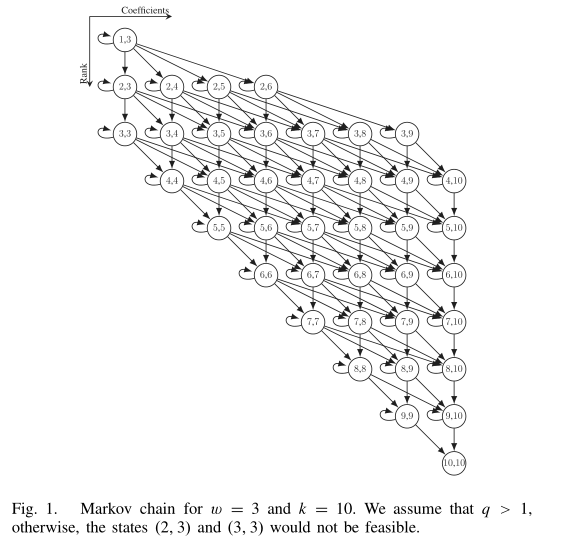 Coefficients
Rank
1,3
2,3 2,4 2,5 2,6
3,3 3,4 3,5 3,6 3,7 3,8 3,9
4,4 4,5 4,6 4,7 4,8 4,9 4,10
5,5 5,6 5,7 5,8 5,9 5,10
6,6 6,7 6,8 6,9 6,10
7,7 7,8 7,9 7,10
8,8 8,9 8,10
9,9 9,10
10,10
Fig. 1. Markov chain for w = 3 and k = 10. We assume that q > 1,
otherwise, the states (2, 3) and (3, 3) would not be feasible.